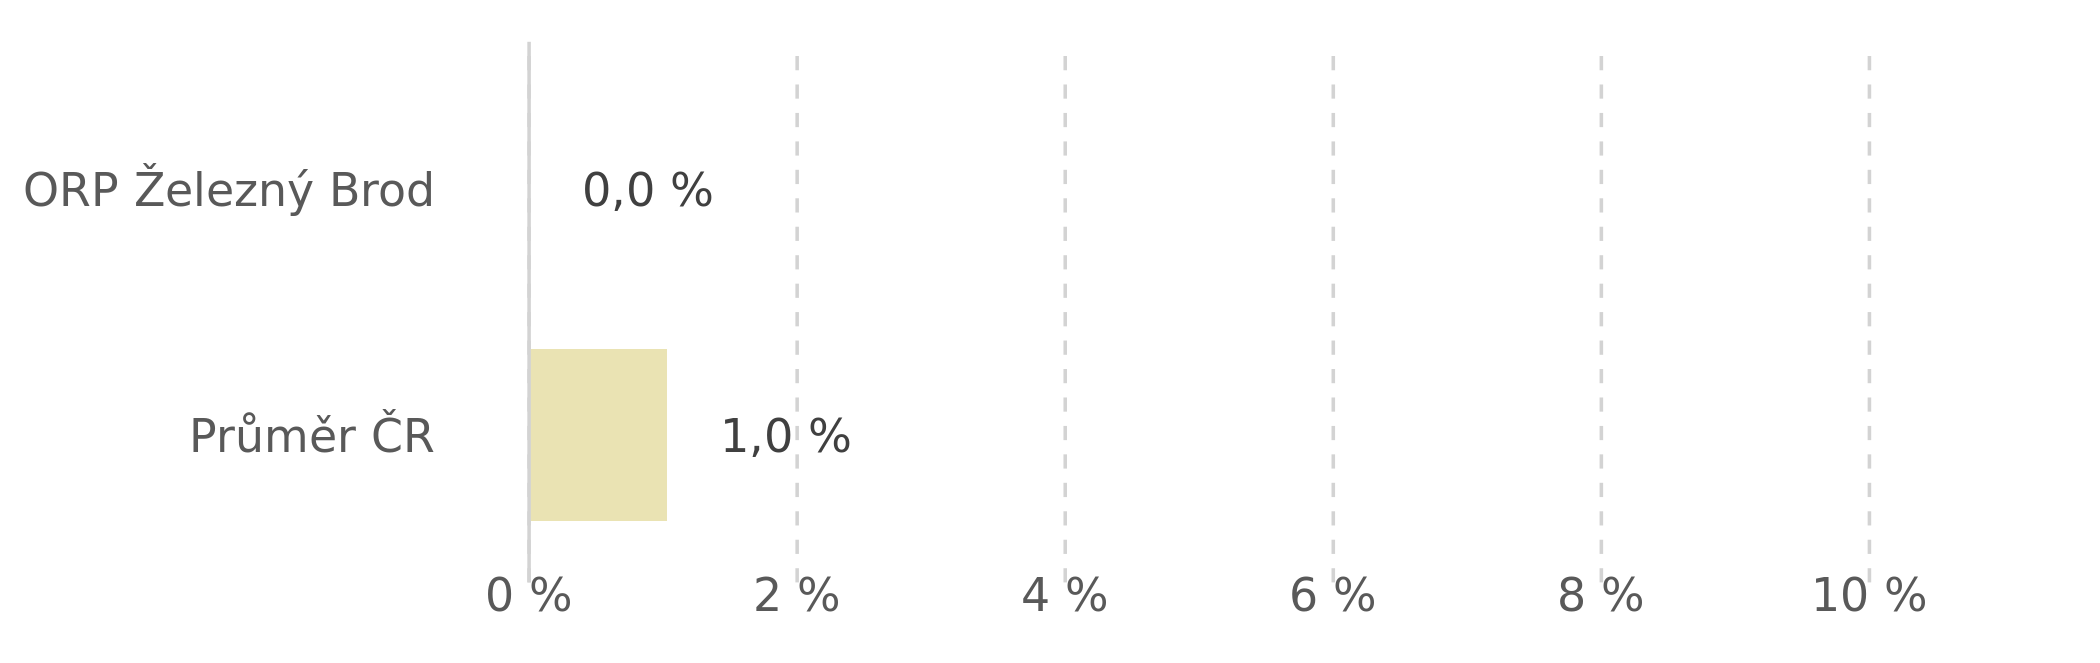 ORP Železný Brod
0,0 %
Průměr ČR
1,0 %
0 % 2 % 4 % 6 % 8 % 10 %